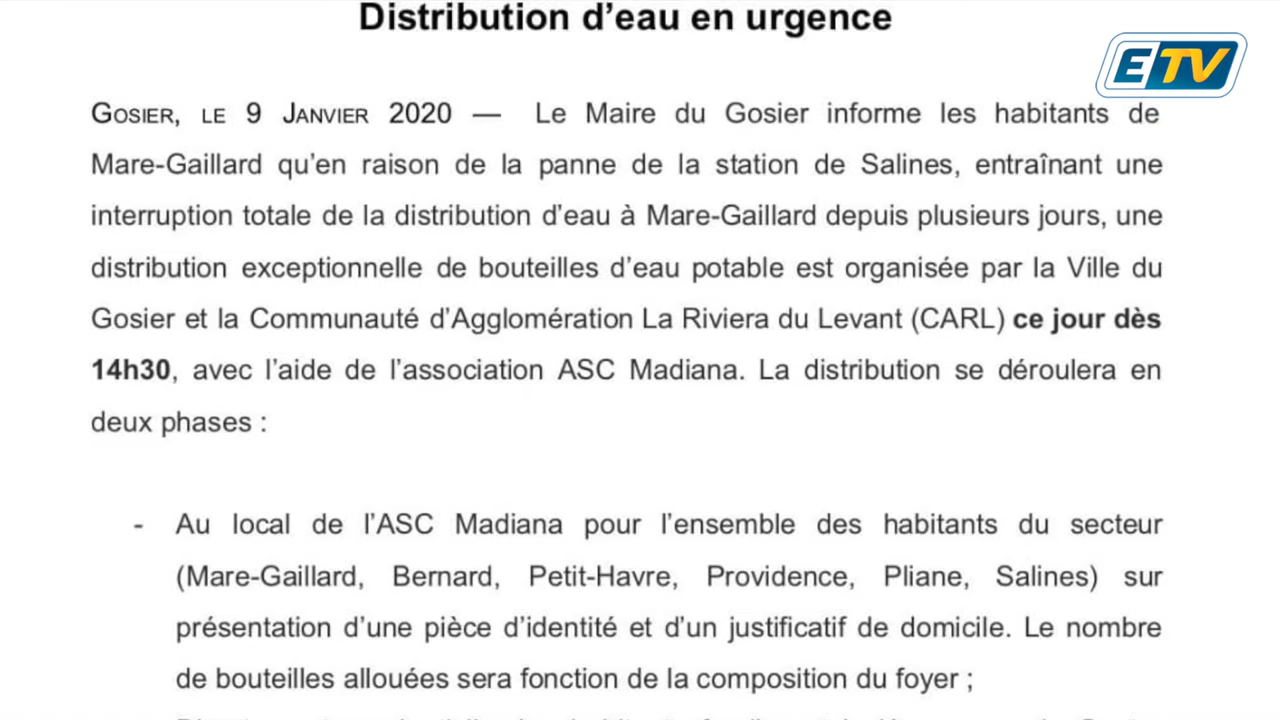 Distribution d’eau en urgence
ETV
GOSIER, LE 9 JANVIER 2020 — Le Maire du Gosier informe les habitants de
Mare-Gaillard qu’en raison de la panne de la station de Salines, entraînant une
interruption totale de la distribution d’eau à Mare-Gaillard depuis plusieurs jours, une
distribution exceptionnelle de bouteilles d’eau potable est organisée par la Ville du
Gosier et la Communauté d’Agglomération La Riviera du Levant (CARL) ce jour dès
14h30, avec l’aide de l’association ASC Madiana. La distribution se déroulera en
deux phases :
- Au local de l’ASC Madiana pour l’ensemble des habitants du secteur
(Mare-Gaillard, Bernard, Petit-Havre, Providence, Pliane, Salines) sur
présentation d’une pièce d’identité et d’un justificatif de domicile. Le nombre
de bouteilles allouées sera fonction de la composition du foyer ;